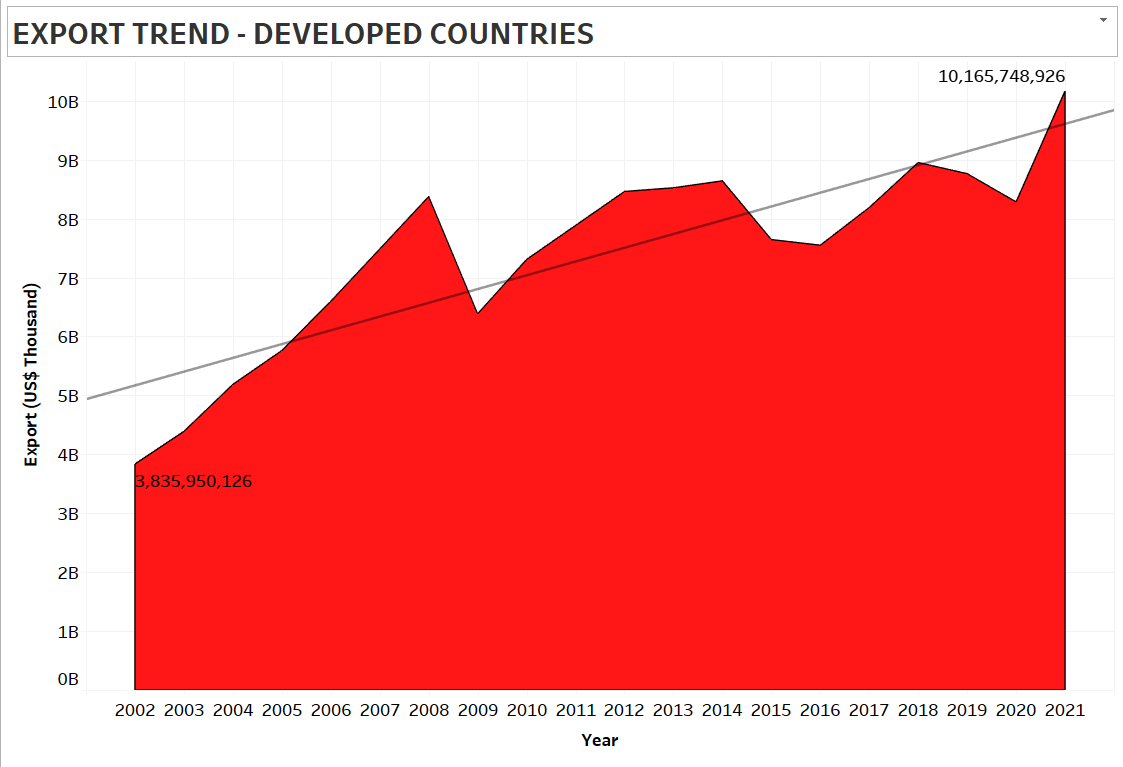 EXPORT TREND - DEVELOPED COUNTRIES
10,165,748,926
10B
9B
8B
7B
6B
5B
4B
3B
2B
1B
0B
Export (US$ Thousand)
3,835,950,126
2002 2003 2004 2005 2006 2007 2008 2009 2010 2011 2012 2013 2014 2015 2016 2017 2018 2019 2020 2021
Year